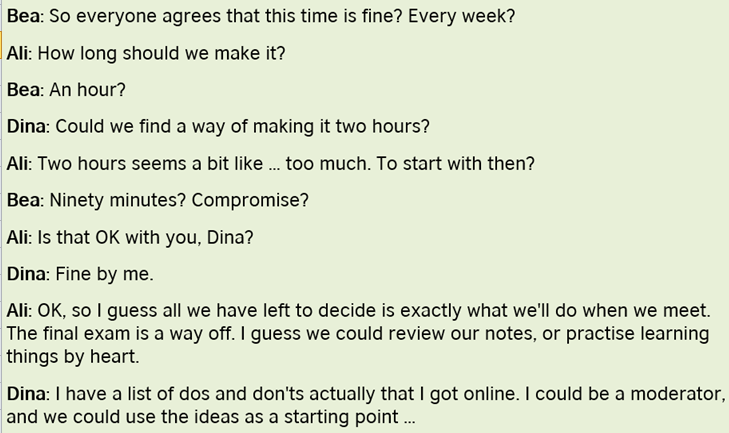 Bea: So everyone agrees that this time is fine? Every week?
Ali: How long should we make it?
Bea: An hour?
Dina: Could we find a way of making it two hours?
Ali: Two hours seems a bit like ... too much. To start with then?
Bea: Ninety minutes? Compromise?
Ali: Is that OK with you, Dina?
Dina: Fine by me.
Ali: OK, so I guess all we have left to decide is exactly what we'll do when we meet.
The final exam is a way off. I guess we could review our notes, or practise learning
things by heart.
Dina: I have a list of dos and don'ts actually that I got online. I could be a moderator,
and we could use the ideas as a starting point ...